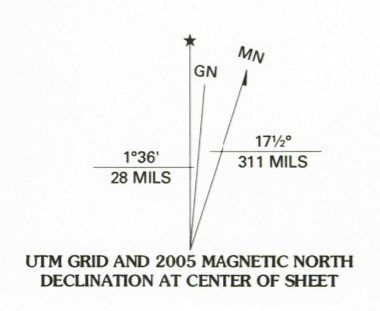 MN
GN
1°36'
28 MILS
17½°
311 MILS
UTM GRID AND 2005 MAGNETIC NORTH
DECLINATION AT CENTER OF SHEET